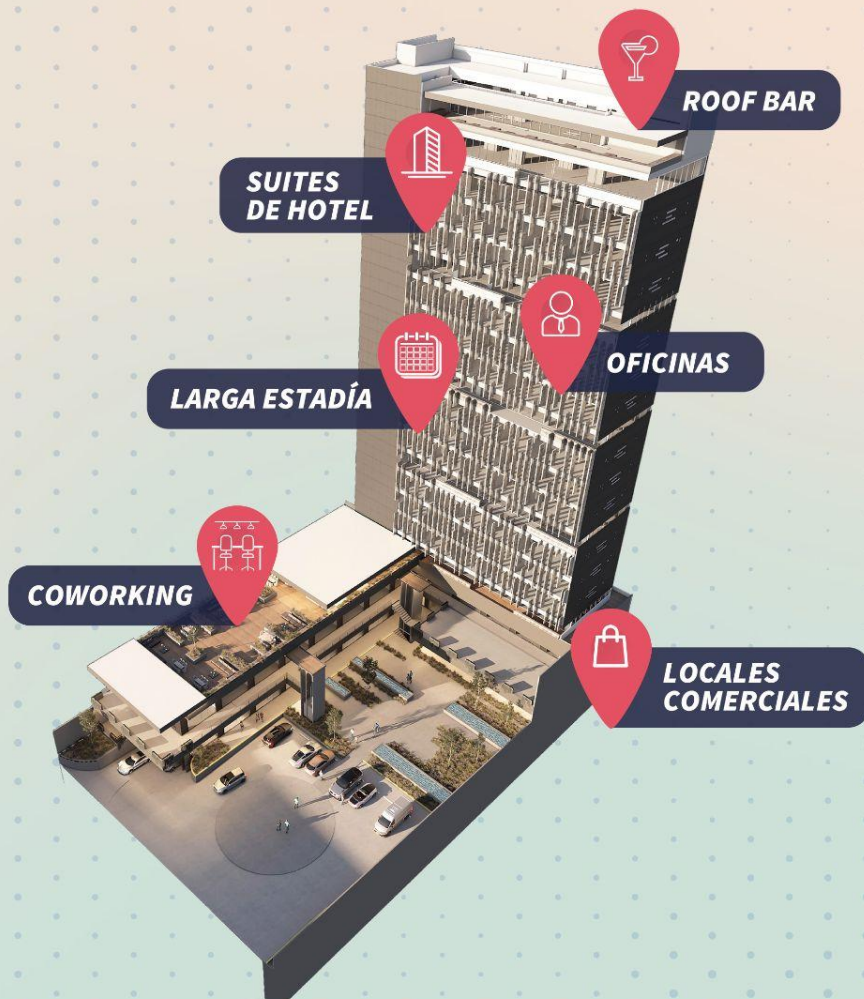 ROOF BAR
SUITES
DE HOTEL
OFICINAS
LARGA ESTADÍA
COWORKING
LOCALES
COMERCIALES